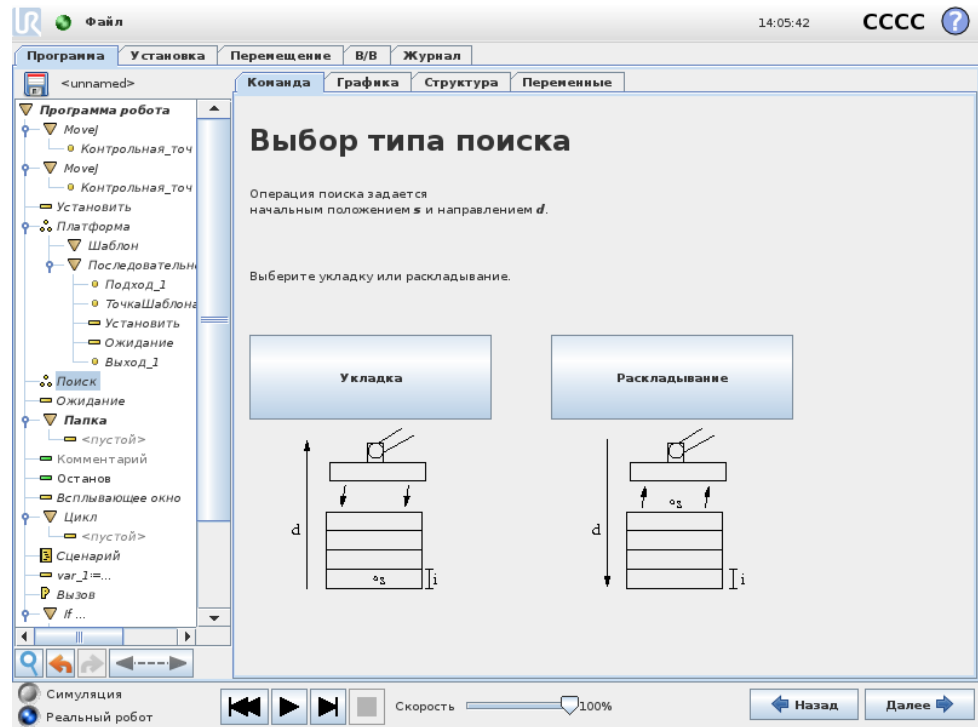 UR
Файл
14:05:42
CCCC
?
Программа
Установка
Перемещение
В/В
Журнал
<unnamed>
Команда
Графика
Структура
Переменные
Программа робота
MoveJ
Контрольная_точ
MoveJ
Контрольная_точ
Установить
Платформа
Шаблон
Последовательн
Подход_1
ТочкаШаблона
Установить
Ожидание
Выход_1
Поиск
Ожидание
Папка
<пустой>
Комментарий
Останов
Всплывающее окно
Цикл
<пустой>
Сценарий
var_1:=...
Вызов
If ...
Выбор типа поиска
Операция поиска задается
начальным положением s и направлением d.
Выберите укладку или раскладывание.
Укладка
Раскладывание
d
s
i
d
s
i
Симуляция
Реальный робот
Скорость
100%
Назад
Далее